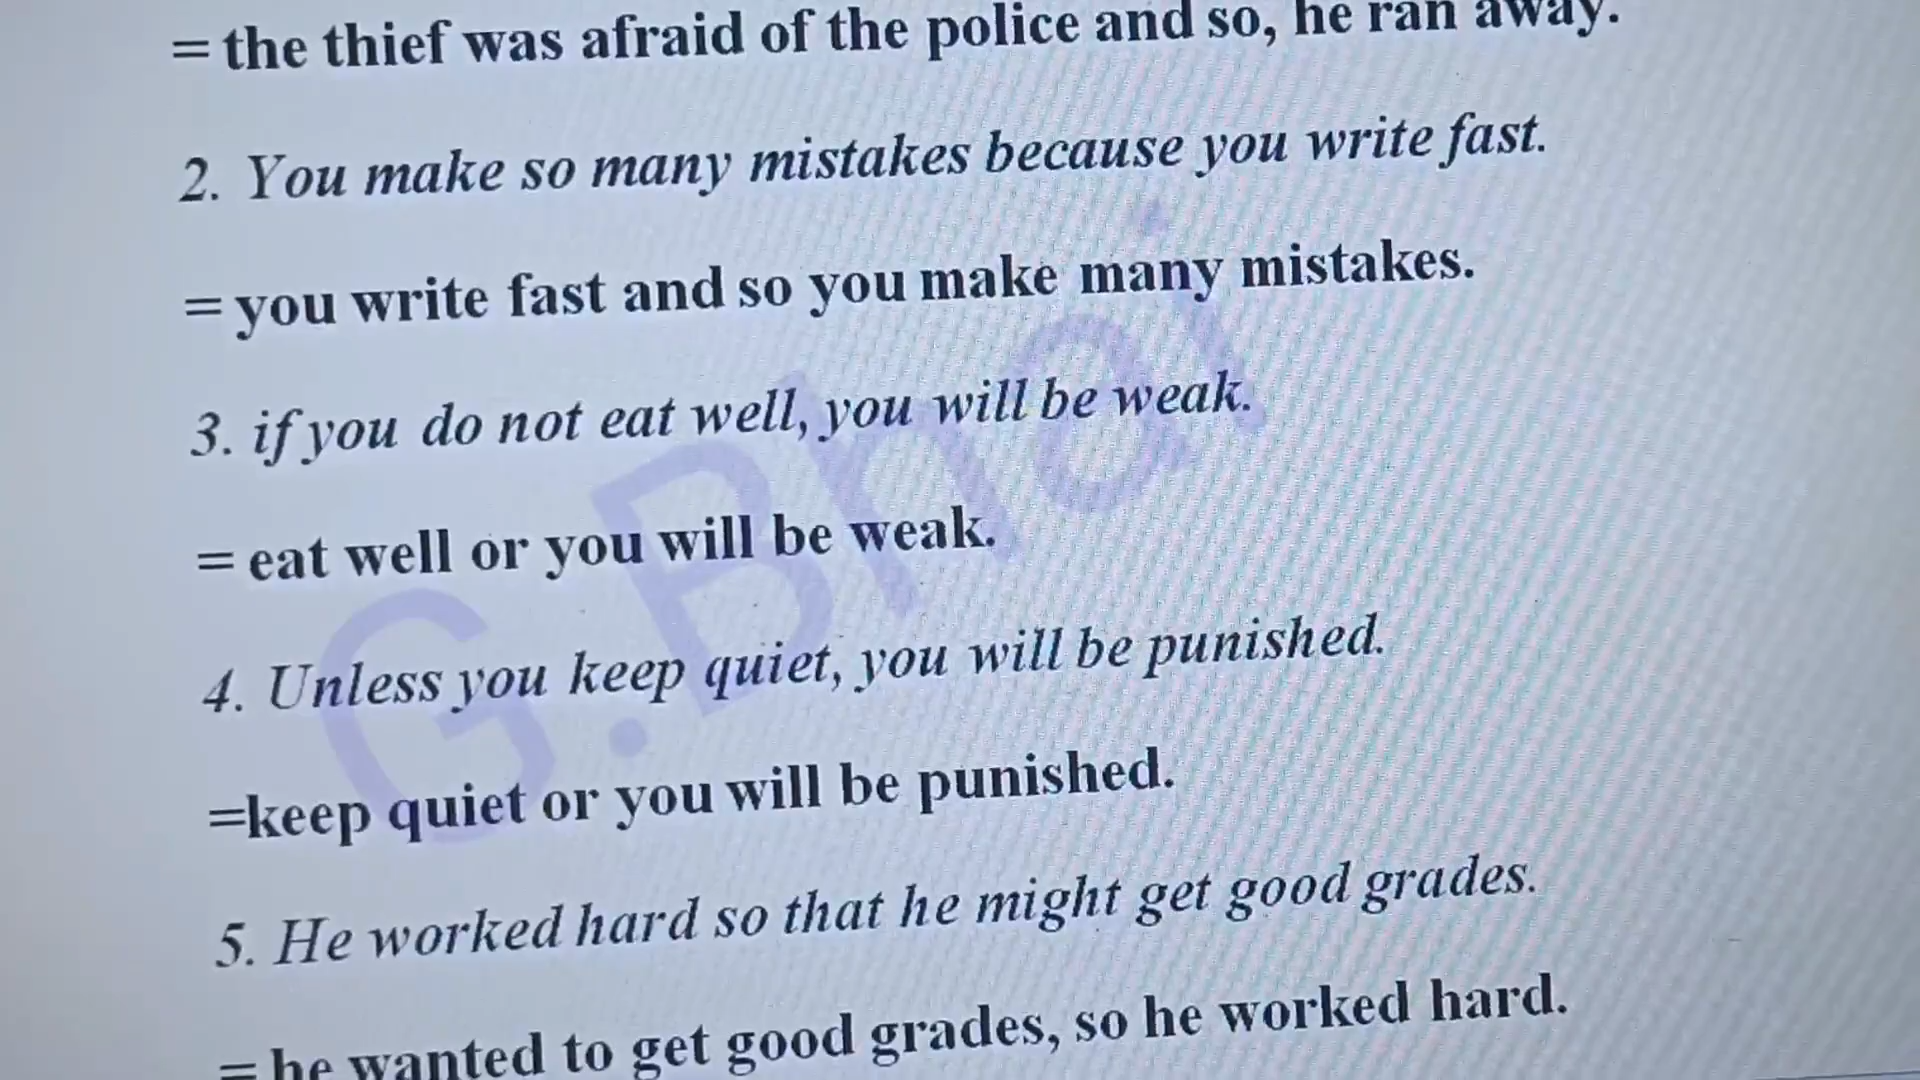 = the thief was afraid of the police and so, he ran away.
2. You make so many mistakes because you write fast.
= you write fast and so you make many mistakes.
3. if you do not eat well, you will be weak.
= eat well or you will be weak.
4. Unless you keep quiet, you will be punished.
=keep quiet or you will be punished.
5. He worked hard so that he might get good grades.
= he wanted to get good grades, so he worked hard.
G.Bhai